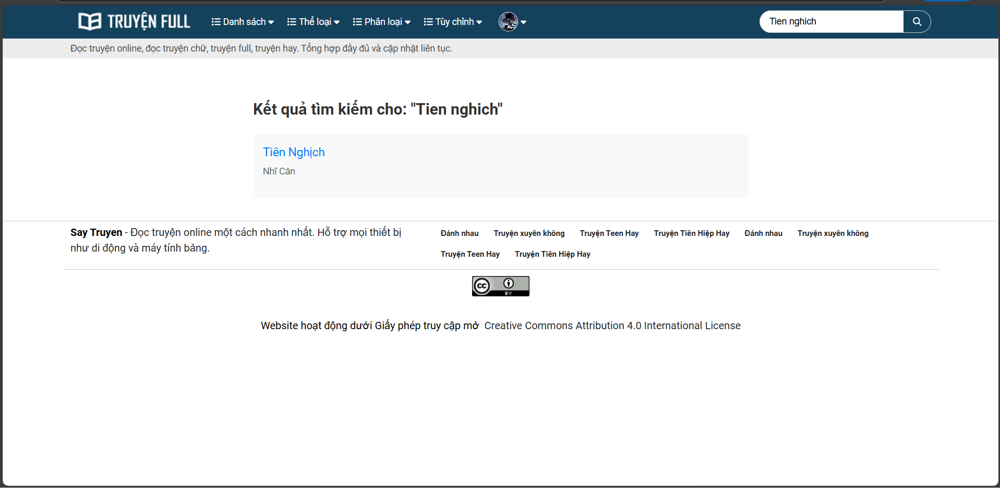 TRUYỆN FULL
Danh sách
Thể loại
Phân loại
Tùy chỉnh
Tien nghich
Đọc truyện online, đọc truyện chữ, truyện full, truyện hay. Tổng hợp đầy đủ và cập nhật liên tục.
Kết quả tìm kiếm cho: "Tien nghich"
Tiên Nghịch
Nhĩ Căn
Say Truyen - Đọc truyện online một cách nhanh nhất. Hỗ trợ mọi thiết bị
như di động và máy tính bảng.
Đánh nhau Truyện xuyên không Truyện Teen Hay Truyện Tiên Hiệp Hay Đánh nhau Truyện xuyên không
Truyện Teen Hay Truyện Tiên Hiệp Hay
cc
BY
Website hoạt động dưới Giấy phép truy cập mở Creative Commons Attribution 4.0 International License